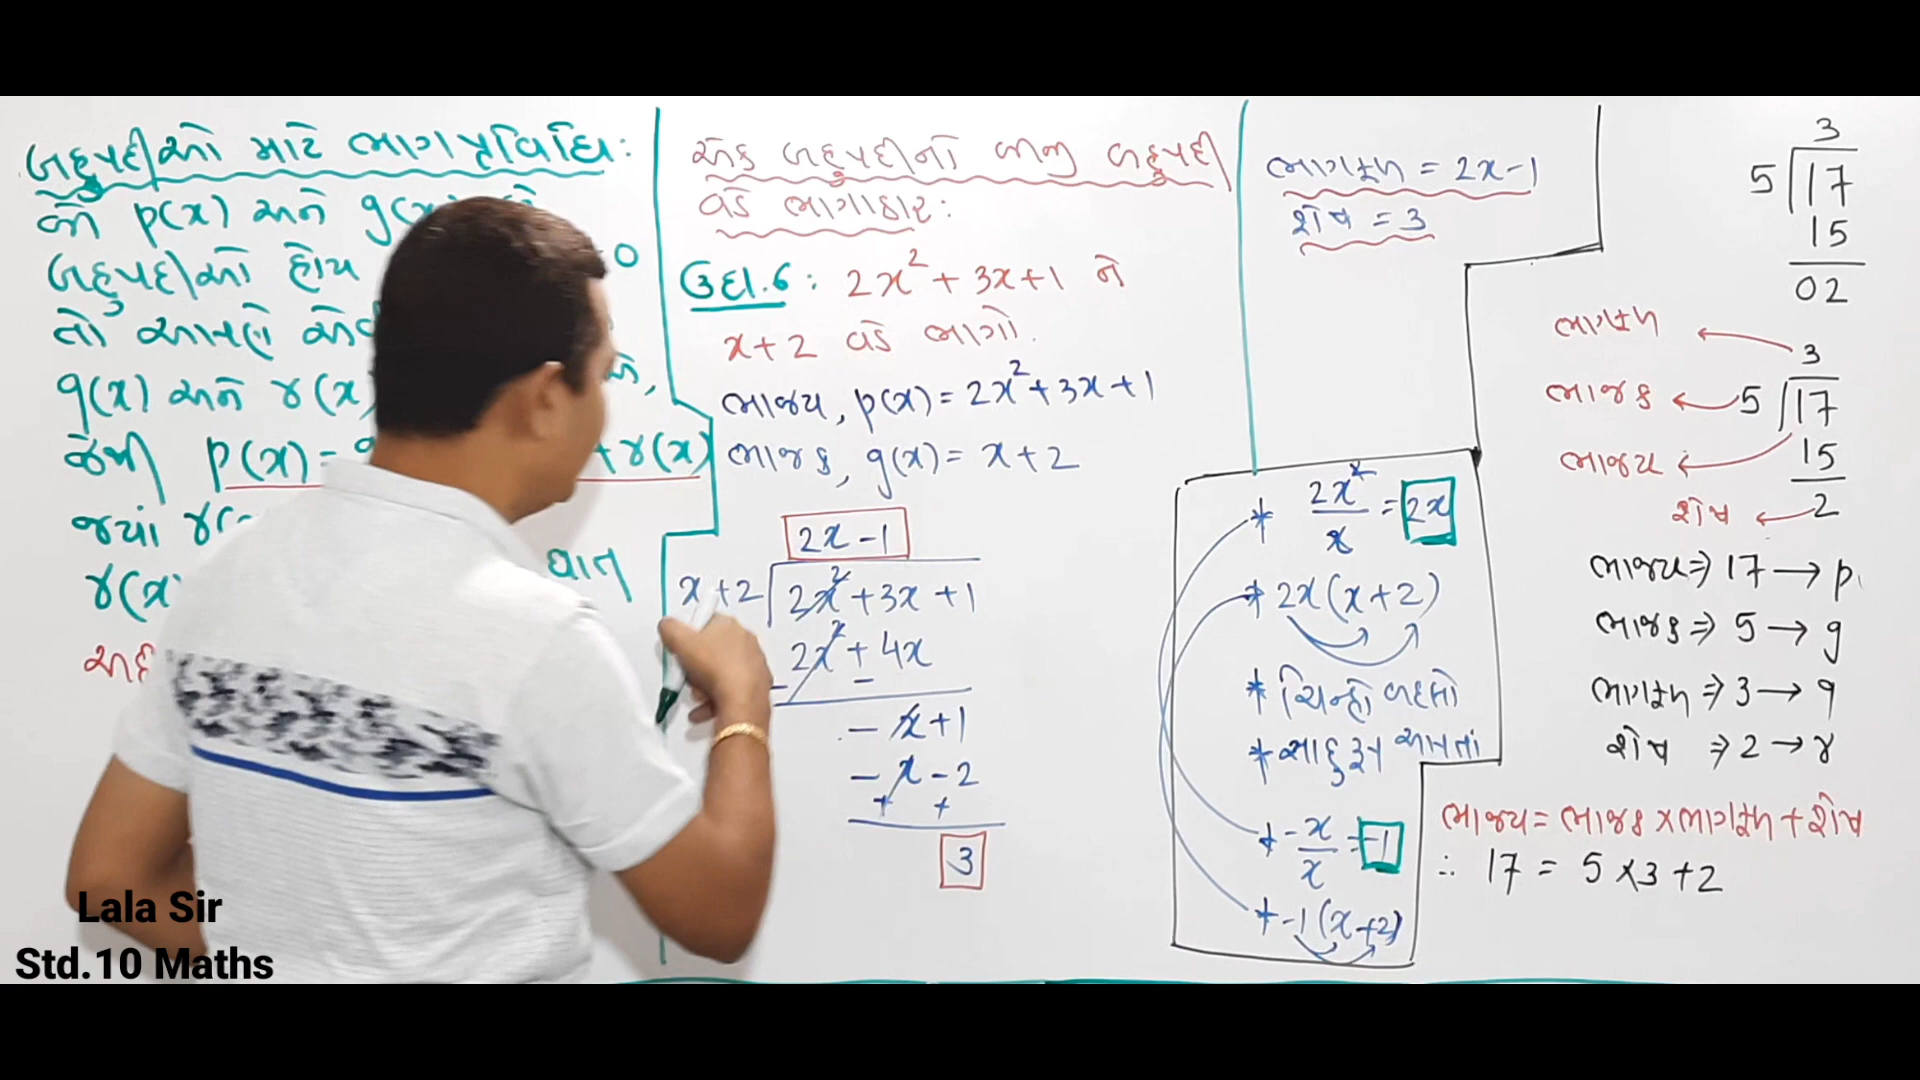 બહુપદીઓ માટે ભાગપ્રવિધિ:
જો p(x) અને g(x)
0
બહુપદીઓ હોય
તો આપણે
q(x) અને r(x)
જેથી p(x) = + r(x)
જ્યાં
ઘાત
r(x)
એક બહુપદીનો બીજી બહુપદી
વડે ભાગાકાર:
ઉદા.6: 2x² + 3x + 1 ને
x + 2 વડે ભાગો.
ભાજ્ય, p(x) = 2x² + 3x + 1
ભાજક, g(x) = x + 2
2x - 1
x + 2 2x² + 3x + 1
2x² + 4x
- -
- x + 1
- x - 2
+ +
3
ભાગફળ = 2x - 1
શેષ = 3
* 2x²/x = 2x
* 2x(x+2)
* ચિન્હો બદલો
* સાદુરૂપ આપતાં
* -x/x = -1
* -1(x+2)
3
5 17
15
02
ભાગફળ 3
ભાજક 5 17
ભાજ્ય 15
શેષ 2
ભાજ્ય ⇒ 17 → p
ભાજક ⇒ 5 → g
ભાગફળ ⇒ 3 → q
શેષ ⇒ 2 → r
ભાજ્ય = ભાજક × ભાગફળ + શેષ
∴ 17 = 5 × 3 + 2
Lala Sir
Std.10 Maths